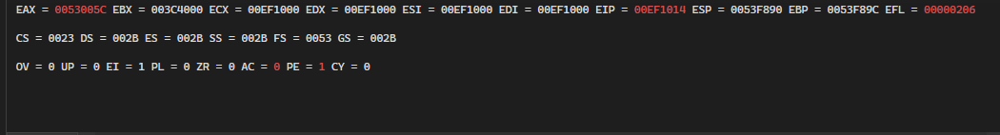 EAX = 0053005C EBX = 003C4000 ECX = 00EF1000 EDX = 00EF1000 ESI = 00EF1000 EDI = 00EF1000 EIP = 00EF1014 ESP = 0053F890 EBP = 0053F89C EFL = 00000206
CS = 0023 DS = 002B ES = 002B SS = 002B FS = 0053 GS = 002B
OV = 0 UP = 0 EI = 1 PL = 0 ZR = 0 AC = 0 PE = 1 CY = 0